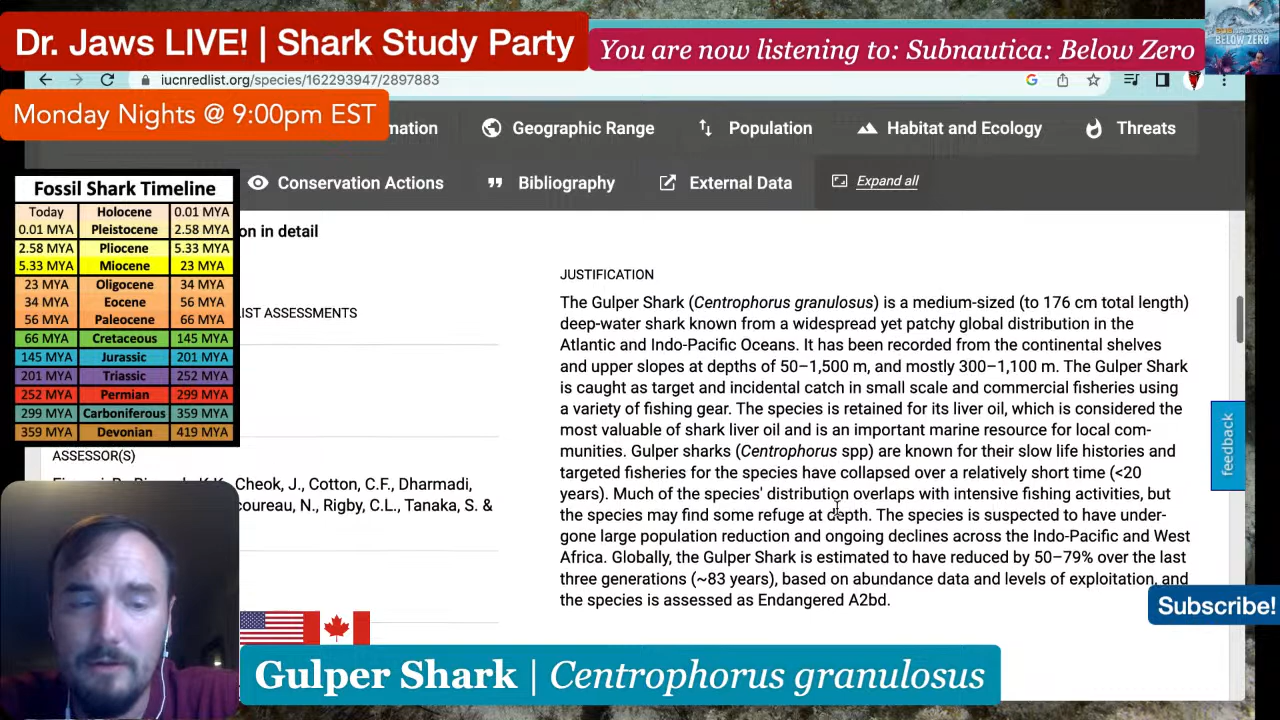 Dr. Jaws LIVE! | Shark Study Party
You are now listening to: Subnautica: Below Zero
BELOW ZERO
iucnredlist.org/species/162293947/2897883
Monday Nights @ 9:00pm EST
mation
Geographic Range
Population
Habitat and Ecology
Threats
Conservation Actions
Bibliography
External Data
Expand all
Fossil Shark Timeline
Today Holocene 0.01 MYA
0.01 MYA Pleistocene 2.58 MYA
2.58 MYA Pliocene 5.33 MYA
5.33 MYA Miocene 23 MYA
23 MYA Oligocene 34 MYA
34 MYA Eocene 56 MYA
56 MYA Paleocene 66 MYA
66 MYA Cretaceous 145 MYA
145 MYA Jurassic 201 MYA
201 MYA Triassic 252 MYA
252 MYA Permian 299 MYA
299 MYA Carboniferous 359 MYA
359 MYA Devonian 419 MYA
on in detail
IST ASSESSMENTS
ASSESSOR(S)
Cheok, J., Cotton, C.F., Dharmadi,
coureau, N., Rigby, C.L., Tanaka, S. &
JUSTIFICATION
The Gulper Shark (Centrophorus granulosus) is a medium-sized (to 176 cm total length)
deep-water shark known from a widespread yet patchy global distribution in the
Atlantic and Indo-Pacific Oceans. It has been recorded from the continental shelves
and upper slopes at depths of 50–1,500 m, and mostly 300–1,100 m. The Gulper Shark
is caught as target and incidental catch in small scale and commercial fisheries using
a variety of fishing gear. The species is retained for its liver oil, which is considered the
most valuable of shark liver oil and is an important marine resource for local com-
munities. Gulper sharks (Centrophorus spp) are known for their slow life histories and
targeted fisheries for the species have collapsed over a relatively short time (<20
years). Much of the species' distribution overlaps with intensive fishing activities, but
the species may find some refuge at depth. The species is suspected to have under-
gone large population reduction and ongoing declines across the Indo-Pacific and West
Africa. Globally, the Gulper Shark is estimated to have reduced by 50–79% over the last
three generations (~83 years), based on abundance data and levels of exploitation, and
the species is assessed as Endangered A2bd.
feedback
Subscribe!
Gulper Shark | Centrophorus granulosus